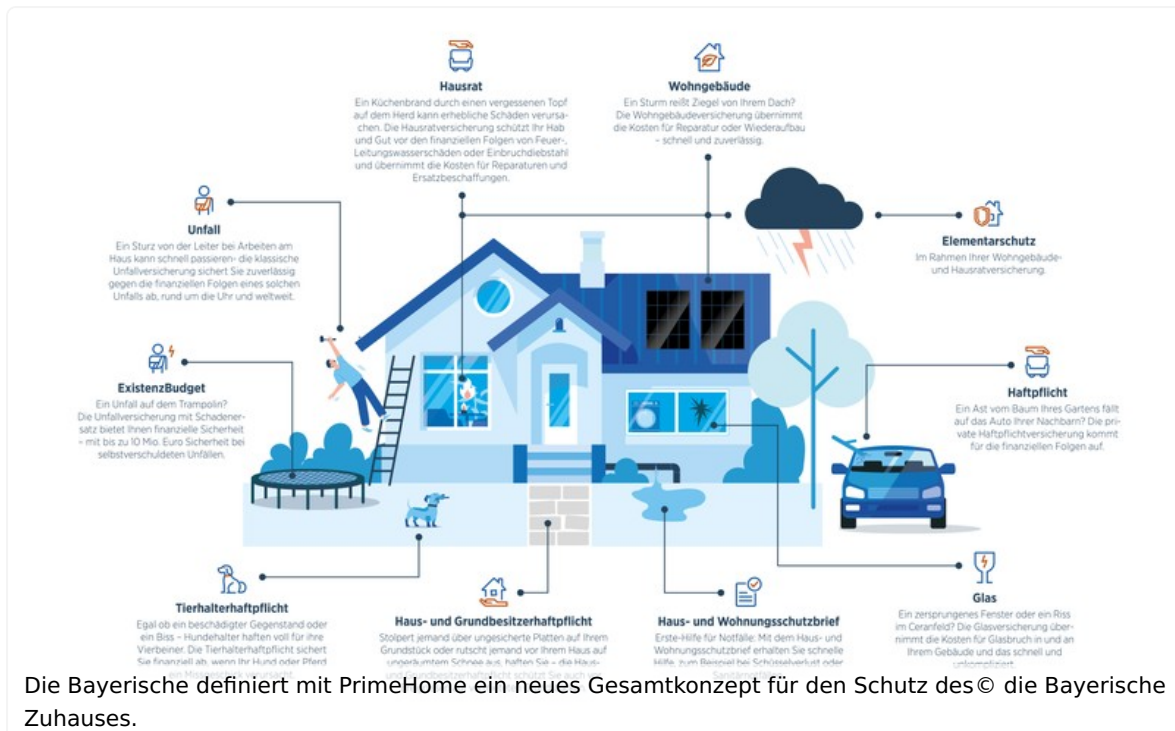 Hausrat
Ein Küchenbrand durch einen vergessenen Topf
auf dem Herd kann erhebliche Schäden verursa-
chen. Die Hausratversicherung schützt Ihr Hab
und Gut vor den finanziellen Folgen von Feuer-,
Leitungswasserschäden oder Einbruchdiebstahl
und übernimmt die Kosten für Reparaturen und
Ersatzbeschaffungen.
Wohngebäude
Ein Sturm reißt Ziegel von Ihrem Dach?
Die Wohngebäudeversicherung übernimmt
die Kosten für Reparatur oder Wiederaufbau
– schnell und zuverlässig.
Unfall
Ein Sturz von der Leiter bei Arbeiten am
Haus kann schnell passieren- die klassische
Unfallversicherung sichert Sie zuverlässig
gegen die finanziellen Folgen eines solchen
Unfalls ab, rund um die Uhr und weltweit.
Elementarschutz
Im Rahmen Ihrer Wohngebäude-
und Hausratversicherung.
ExistenzBudget
Ein Unfall auf dem Trampolin?
Die Unfallversicherung mit Schadener-
satz bietet Ihnen finanzielle Sicherheit
– mit bis zu 10 Mio. Euro Sicherheit bei
selbstverschuldeten Unfällen.
Haftpflicht
Ein Ast vom Baum Ihres Gartens fällt
auf das Auto Ihrer Nachbarn? Die pri-
vate Haftpflichtversicherung kommt
für die finanziellen Folgen auf.
Tierhalterhaftpflicht
Egal ob ein beschädigter Gegenstand oder
ein Biss – Hundehalter haften voll für ihre
Vierbeiner. Die Tierhalterhaftpflicht sichert
Sie finanziell ab, wenn Ihr Hund oder Pferd
ein Missgeschick verursacht.
Haus- und Grundbesitzerhaftpflicht
Stolpert jemand über ungesicherte Platten auf Ihrem
Grundstück oder rutscht jemand vor Ihrem Haus auf
ungeräumtem Schnee aus, haften Sie – die Haus-
und Grundbesitzerhaftpflicht schützt Sie auch
Haus- und Wohnungsschutzbrief
Erste-Hilfe für Notfälle: Mit dem Haus- und
Wohnungsschutzbrief erhalten Sie schnelle
Hilfe, zum Beispiel bei Schüsselverlust oder
Glas
Ein zersprungenes Fenster oder ein Riss
im Ceranfeld? Die Glasversicherung über-
nimmt die Kosten für Glasbruch in und an
Ihrem Gebäude und das schnell und
unkompliziert.
Die Bayerische definiert mit PrimeHome ein neues Gesamtkonzept für den Schutz des © die Bayerische
Zuhauses.